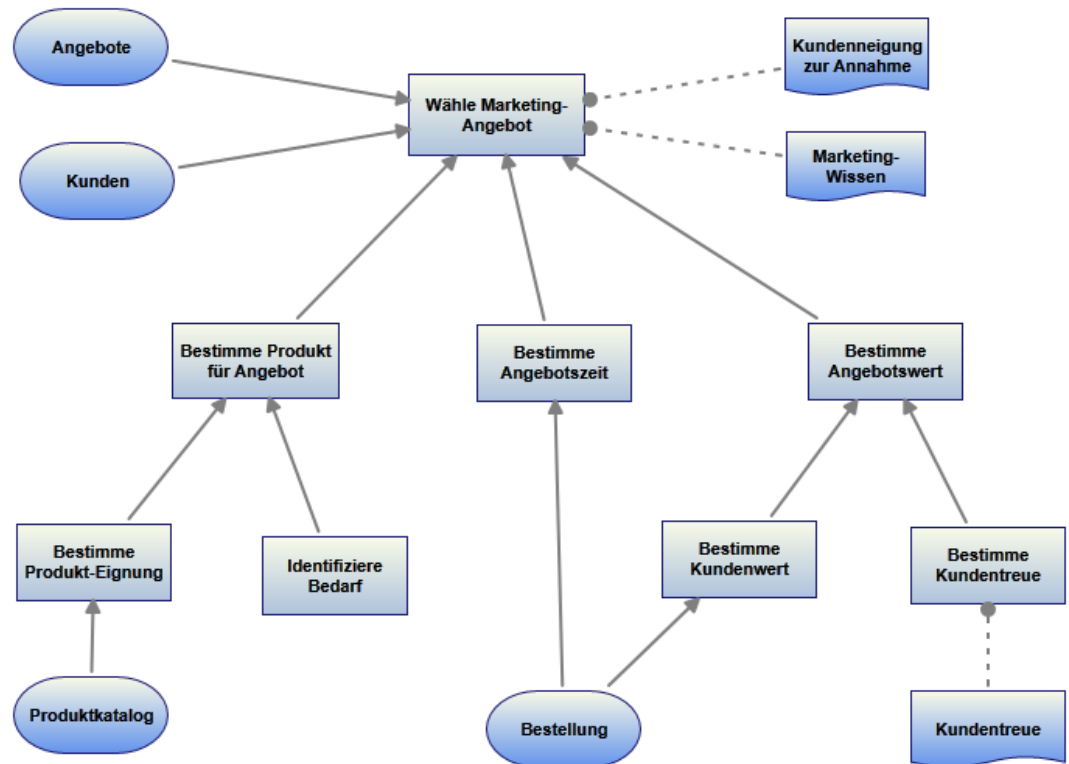 Angebote
Kundenneigung
zur Annahme
Wähle Marketing-
Angebot
Marketing-
Wissen
Kunden
Bestimme Produkt
für Angebot
Bestimme
Angebotszeit
Bestimme
Angebotswert
Bestimme
Produkt-Eignung
Identifiziere
Bedarf
Bestimme
Kundenwert
Bestimme
Kundentreue
Produktkatalog
Bestellung
Kundentreue